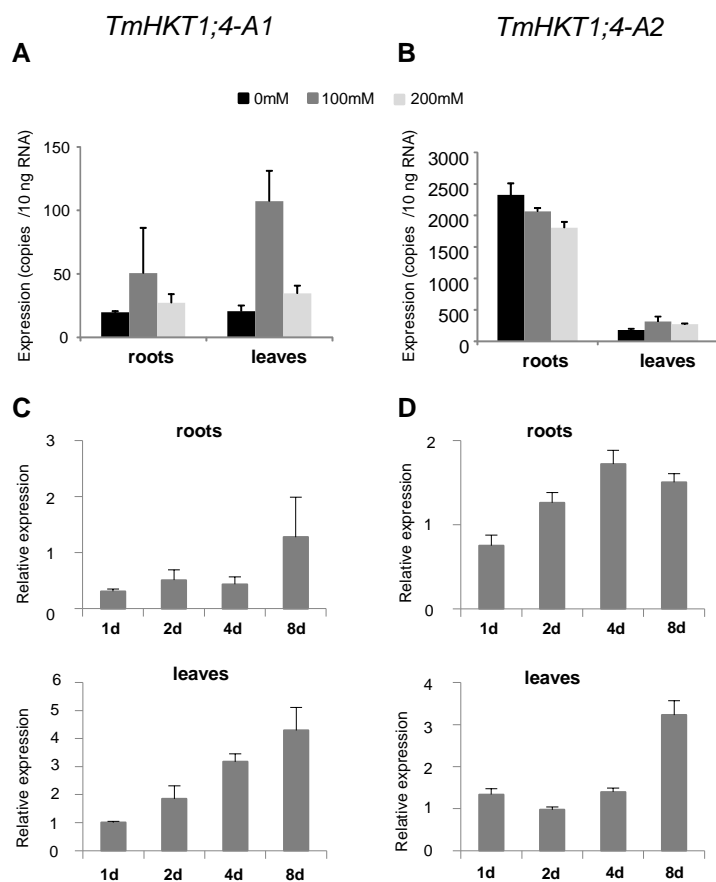 TmHKT1;4-A1
TmHKT1;4-A2
A
B
0mM 100mM 200mM
Expression (copies /10 ng RNA)
150
100
50
0
roots leaves
Expression (copies /10 ng RNA)
3000
2500
2000
1500
1000
500
0
roots leaves
C
roots
Relative expression
3
2
1
0
1d 2d 4d 8d
D
roots
Relative expression
2
1
0
1d 2d 4d 8d
leaves
Relative expression
6
5
4
3
2
1
0
1d 2d 4d 8d
leaves
Relative expression
4
3
2
1
0
1d 2d 4d 8d